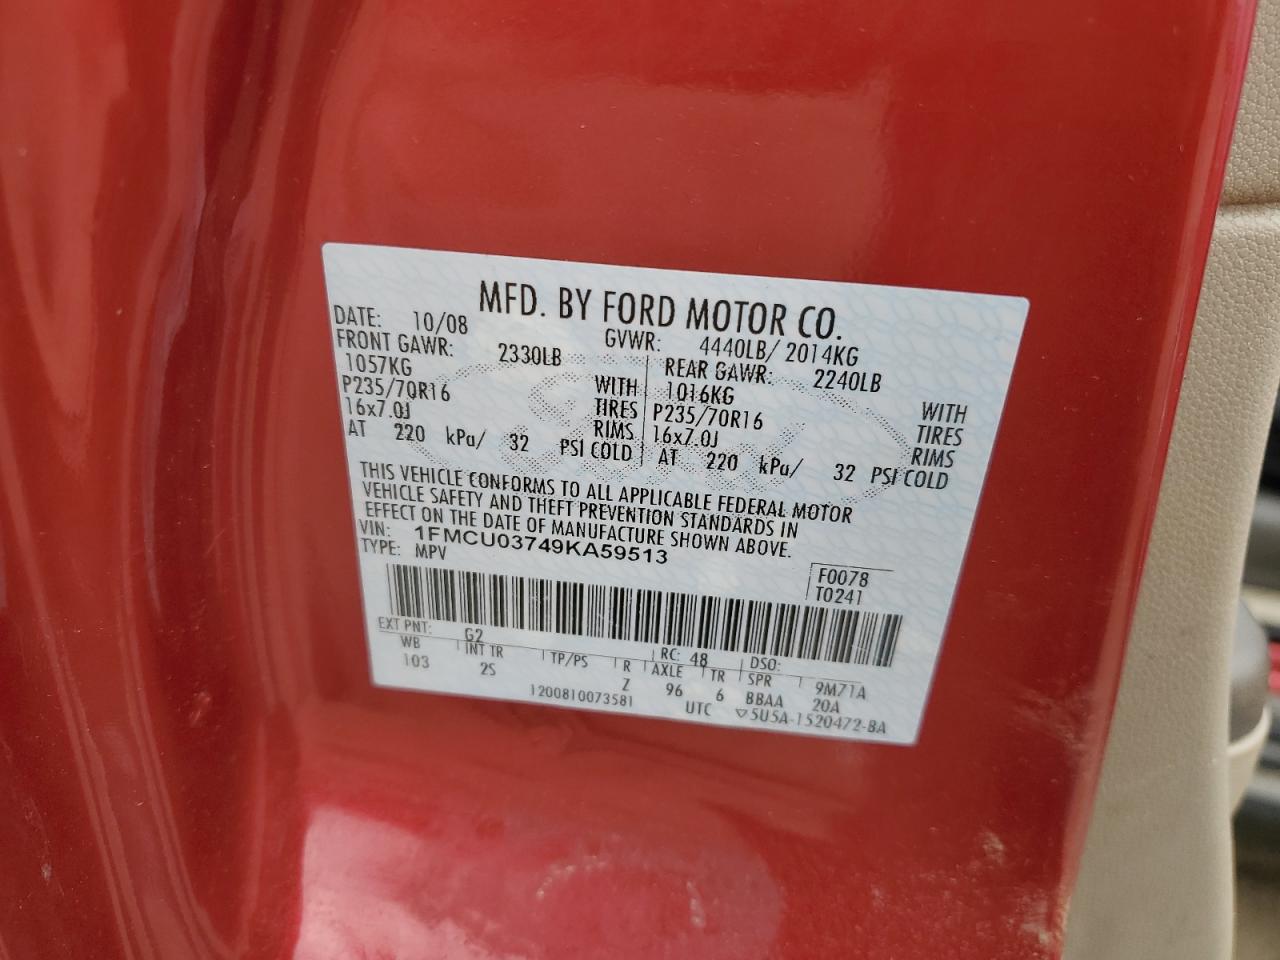 MFD. BY FORD MOTOR CO.
DATE: 10/08 GVWR: 4440LB/ 2014KG
FRONT GAWR: 2330LB REAR GAWR: 2240LB
1057KG WITH 1016KG WITH
P235/70R16 TIRES P235/70R16 TIRES
16x7.0J RIMS 16x7.0J RIMS
AT 220 kPa/ 32 PSI COLD AT 220 kPa/ 32 PSI COLD
THIS VEHICLE CONFORMS TO ALL APPLICABLE FEDERAL MOTOR
VEHICLE SAFETY AND THEFT PREVENTION STANDARDS IN
EFFECT ON THE DATE OF MANUFACTURE SHOWN ABOVE.
VIN: 1FMCU03749KA59513
TYPE: MPV
F0078
T0241
EXT PNT: G2 RC: 48 DSO:
WB INT TR TP/PS R AXLE TR SPR 9M71A
103 2S Z 96 6 BBAA 20A
1200810073581 UTC ▽5U5A-1520472-BA